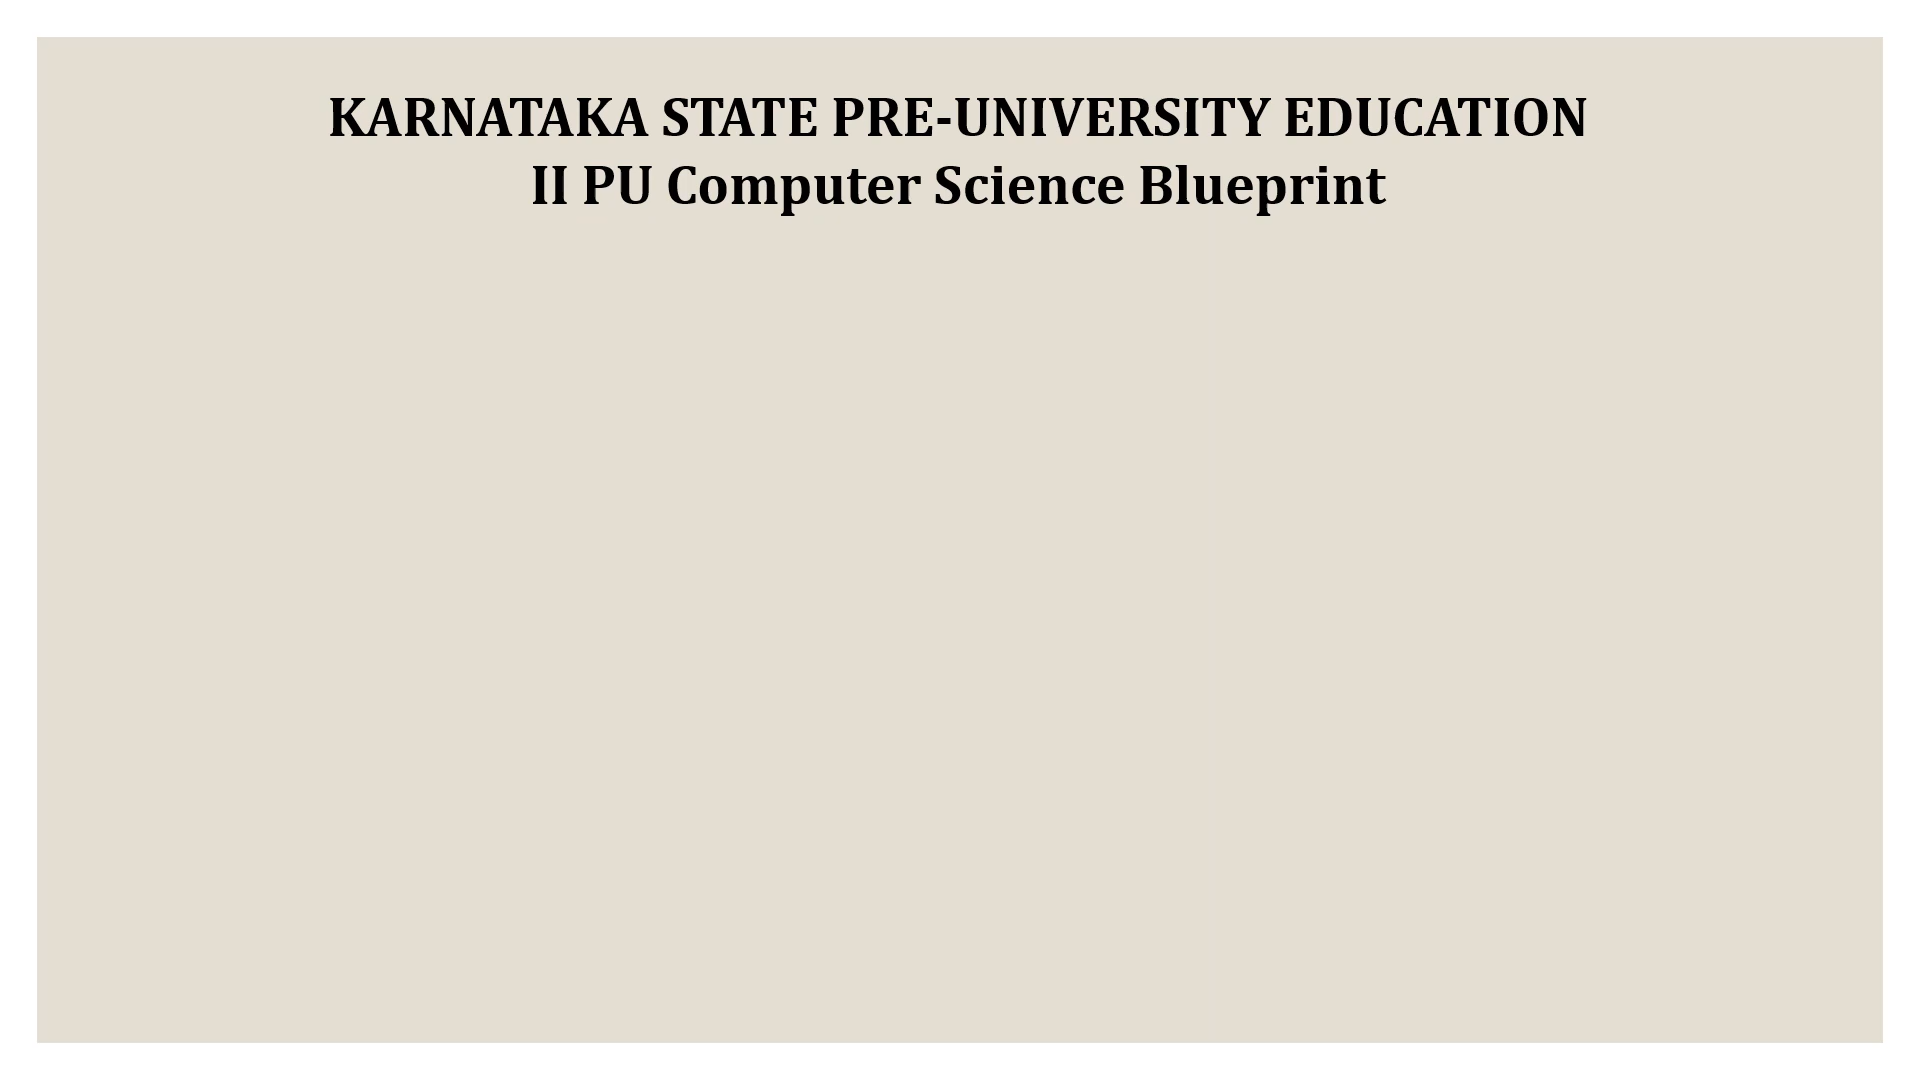 KARNATAKA STATE PRE-UNIVERSITY EDUCATION
II PU Computer Science Blueprint